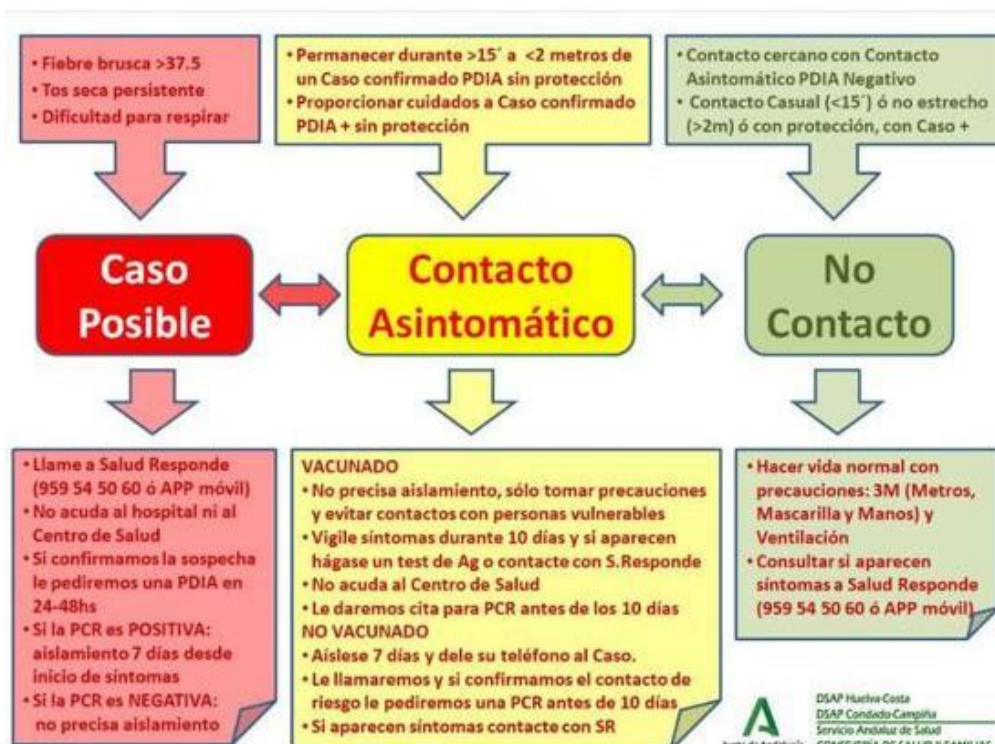 • Fiebre brusca >37.5
• Tos seca persistente
• Dificultad para respirar
• Permanecer durante >15´ a <2 metros de
un Caso confirmado PDIA sin protección
• Proporcionar cuidados a Caso confirmado
PDIA + sin protección
• Contacto cercano con Contacto
Asintomático PDIA Negativo
• Contacto Casual (<15´) ó no estrecho
(>2m) ó con protección, con Caso +
Caso
Posible
Contacto
Asintomático
No
Contacto
• Llame a Salud Responde
(959 54 50 60 ó APP móvil)
• No acuda al hospital ni al
Centro de Salud
• Si confirmamos la sospecha
le pediremos una PDIA en
24-48hs
• Si la PCR es POSITIVA:
aislamiento 7 días desde
inicio de síntomas
• Si la PCR es NEGATIVA:
no precisa aislamiento
VACUNADO
• No precisa aislamiento, sólo tomar precauciones
y evitar contactos con personas vulnerables
• Vigile síntomas durante 10 días y si aparecen
hágase un test de Ag o contacte con S.Responde
• No acuda al Centro de Salud
• Le daremos cita para PCR antes de los 10 días
NO VACUNADO
• Aíslese 7 días y dele su teléfono al Caso.
• Le llamaremos y si confirmamos el contacto de
riesgo le pediremos una PCR antes de 10 días
• Si aparecen síntomas contacte con SR
• Hacer vida normal con
precauciones: 3M (Metros,
Mascarilla y Manos) y
Ventilación
• Consultar si aparecen
síntomas a Salud Responde
(959 54 50 60 ó APP móvil)
Junta de Andalucía
DSAP Huelva-Costa
DSAP Condado-Campiña
Servicio Andaluz de Salud
CONSEJERÍA DE SALUD Y FAMILIAS